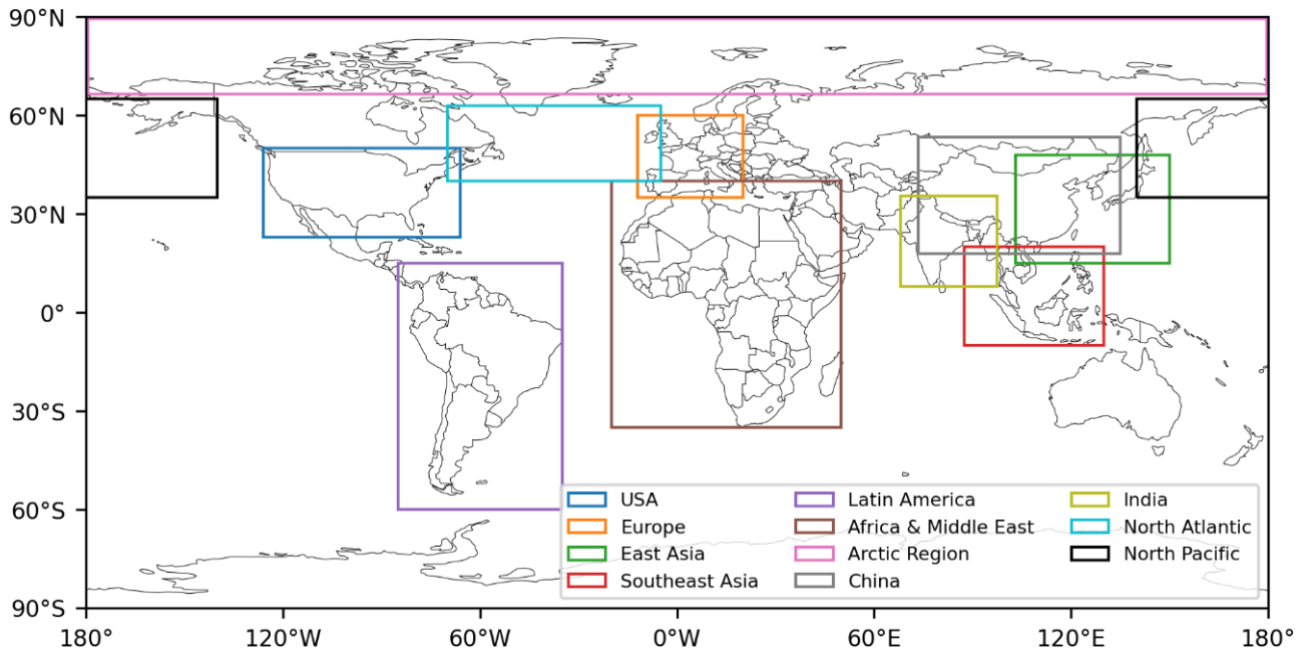 90°N
60°N
30°N
0°
30°S
60°S
90°S
180°
120°W
60°W
0°W
60°E
120°E
180°
USA
Europe
East Asia
Southeast Asia
Latin America
Africa & Middle East
Arctic Region
China
India
North Atlantic
North Pacific